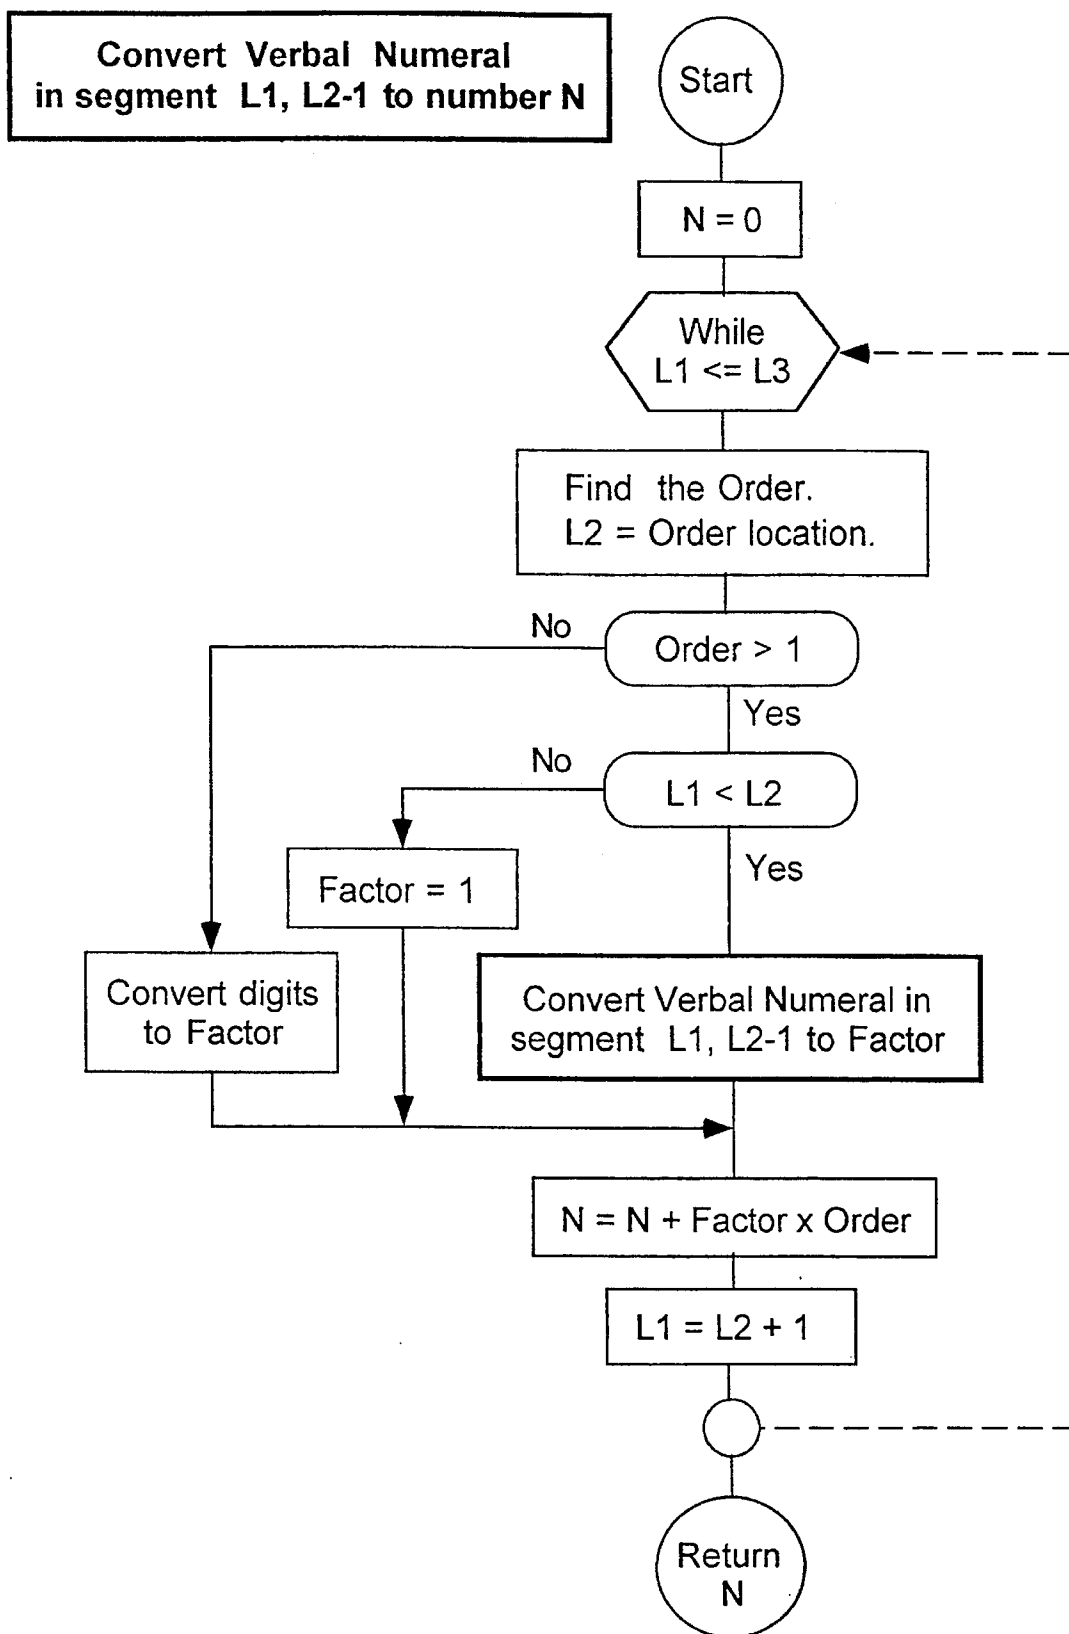 Convert Verbal Numeral
in segment L1, L2-1 to number N
Start
N = 0
While
L1 <= L3
Find the Order.
L2 = Order location.
No
Order > 1
Yes
No
L1 < L2
Yes
Factor = 1
Convert digits
to Factor
Convert Verbal Numeral in
segment L1, L2-1 to Factor
N = N + Factor x Order
L1 = L2 + 1
Return
N